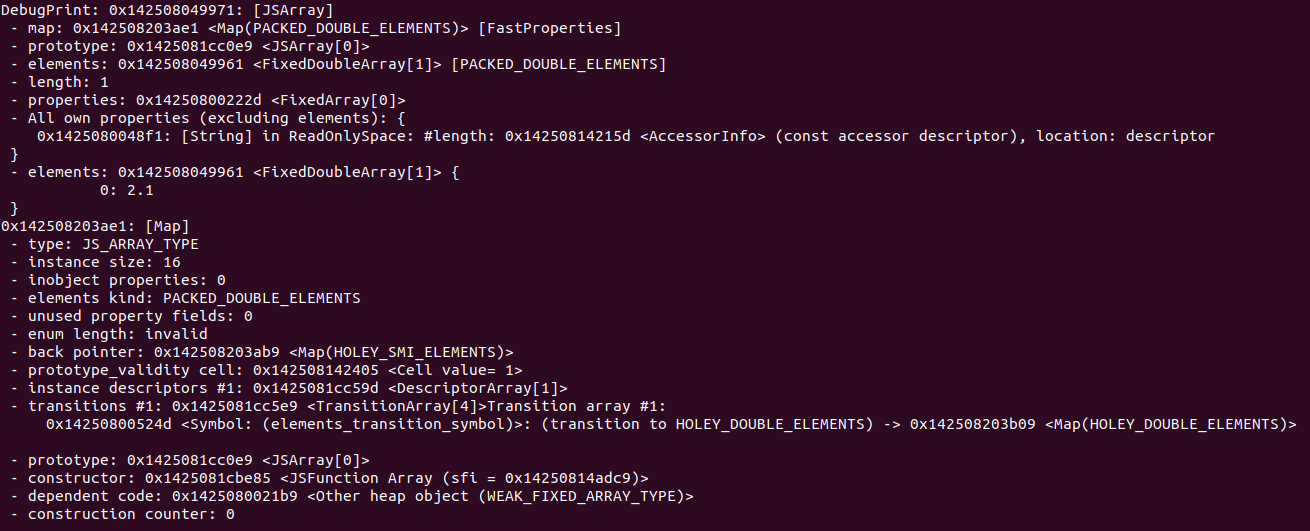 DebugPrint: 0x142508049971: [JSArray]
 - map: 0x142508203ae1 <Map(PACKED_DOUBLE_ELEMENTS)> [FastProperties]
 - prototype: 0x1425081cc0e9 <JSArray[0]>
 - elements: 0x142508049961 <FixedDoubleArray[1]> [PACKED_DOUBLE_ELEMENTS]
 - length: 1
 - properties: 0x14250800222d <FixedArray[0]>
 - All own properties (excluding elements): {
    0x1425080048f1: [String] in ReadOnlySpace: #length: 0x14250814215d <AccessorInfo> (const accessor descriptor), location: descriptor
 }
 - elements: 0x142508049961 <FixedDoubleArray[1]> {
           0: 2.1
 }
0x142508203ae1: [Map]
 - type: JS_ARRAY_TYPE
 - instance size: 16
 - inobject properties: 0
 - elements kind: PACKED_DOUBLE_ELEMENTS
 - unused property fields: 0
 - enum length: invalid
 - back pointer: 0x142508203ab9 <Map(HOLEY_SMI_ELEMENTS)>
 - prototype_validity cell: 0x142508142405 <Cell value= 1>
 - instance descriptors #1: 0x1425081cc59d <DescriptorArray[1]>
 - transitions #1: 0x1425081cc5e9 <TransitionArray[4]>Transition array #1:
     0x14250800524d <Symbol: (elements_transition_symbol)>: (transition to HOLEY_DOUBLE_ELEMENTS) -> 0x142508203b09 <Map(HOLEY_DOUBLE_ELEMENTS)>
 - prototype: 0x1425081cc0e9 <JSArray[0]>
 - constructor: 0x1425081cbe85 <JSFunction Array (sfi = 0x14250814adc9)>
 - dependent code: 0x1425080021b9 <Other heap object (WEAK_FIXED_ARRAY_TYPE)>
 - construction counter: 0